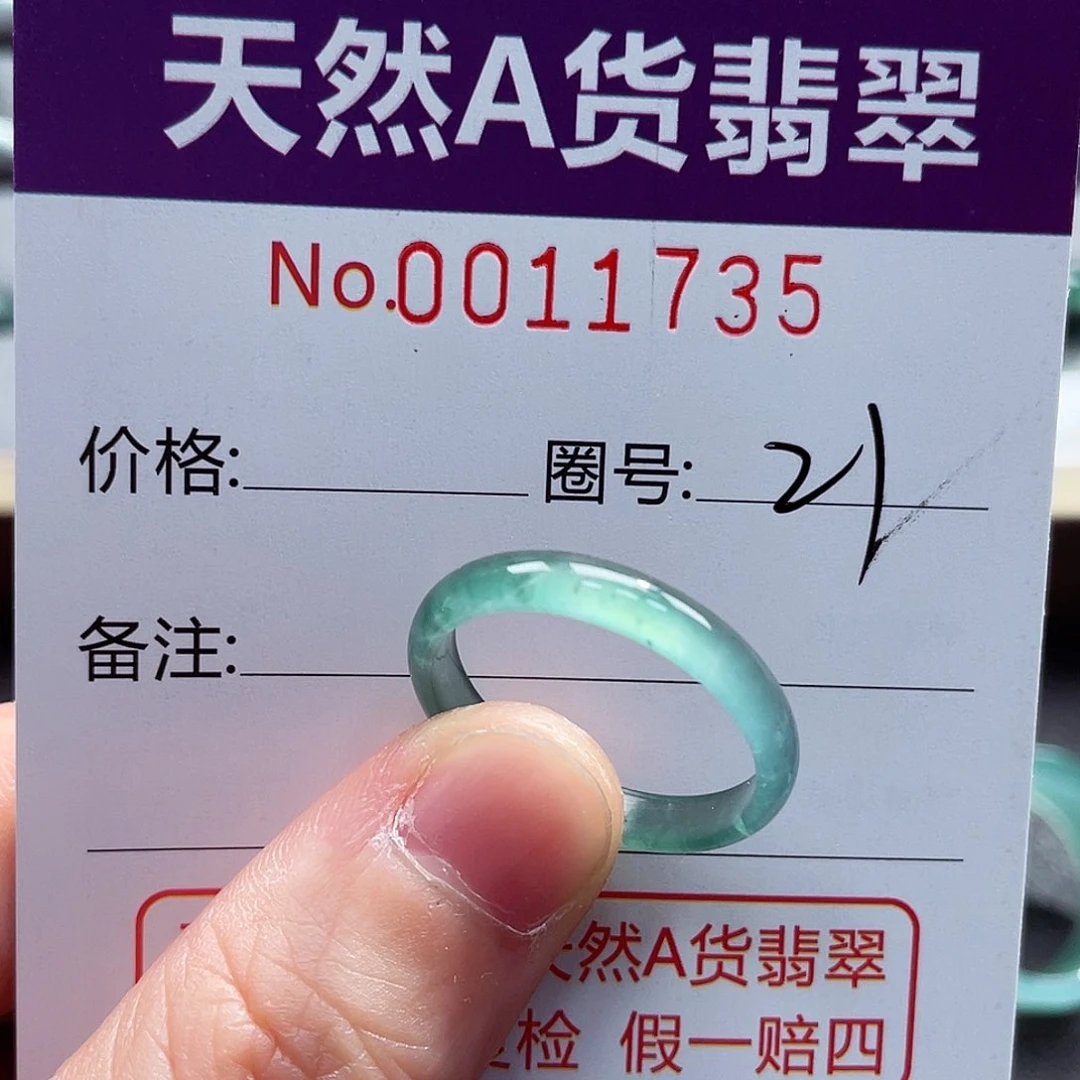 天然A货翡翠
No.0011735
价格: 圈号: 21
备注:
然A货翡翠
检 假一赔四